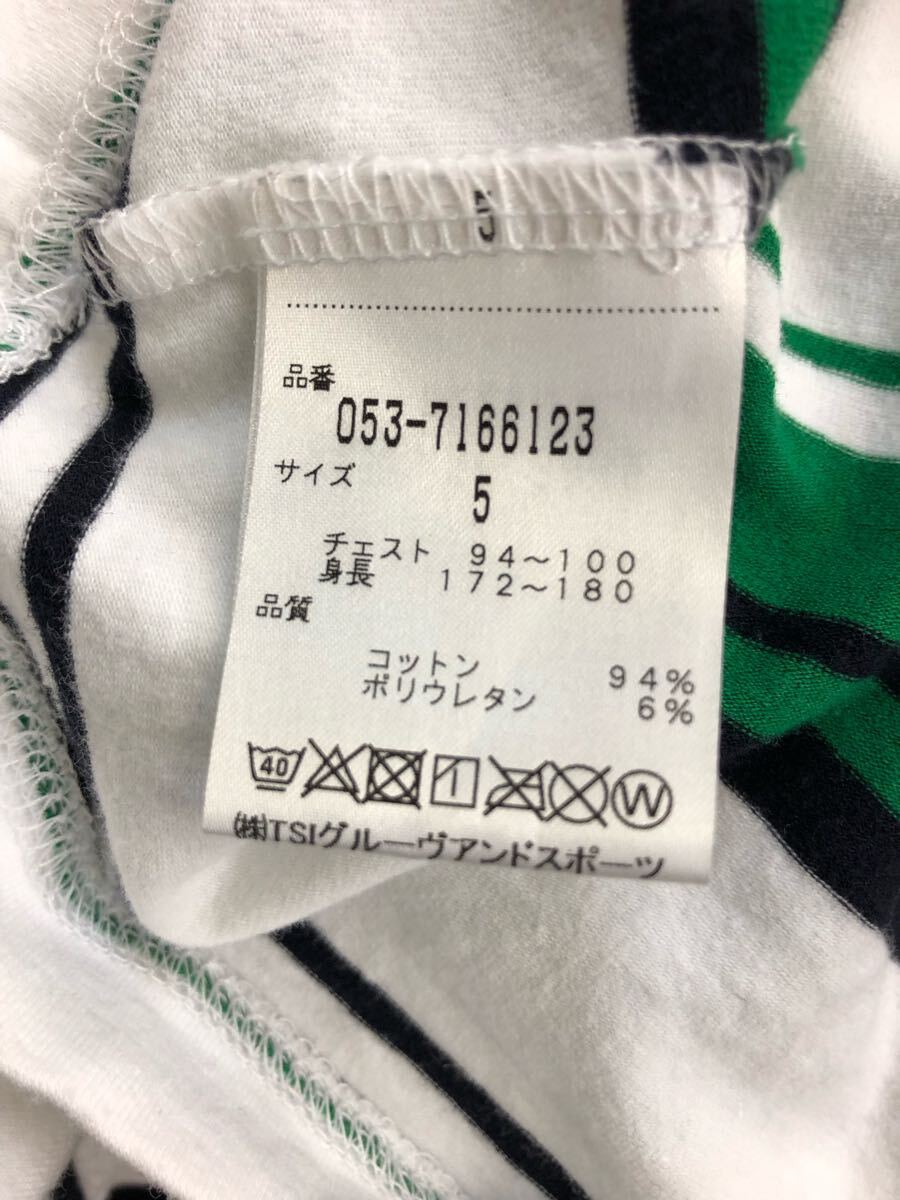 5
品番
053-7166123
サイズ
5
チェスト 94～100
身長 172～180
品質
コットン 94%
ポリウレタン 6%
40 W
㈱TSIグルーヴアンドスポーツ